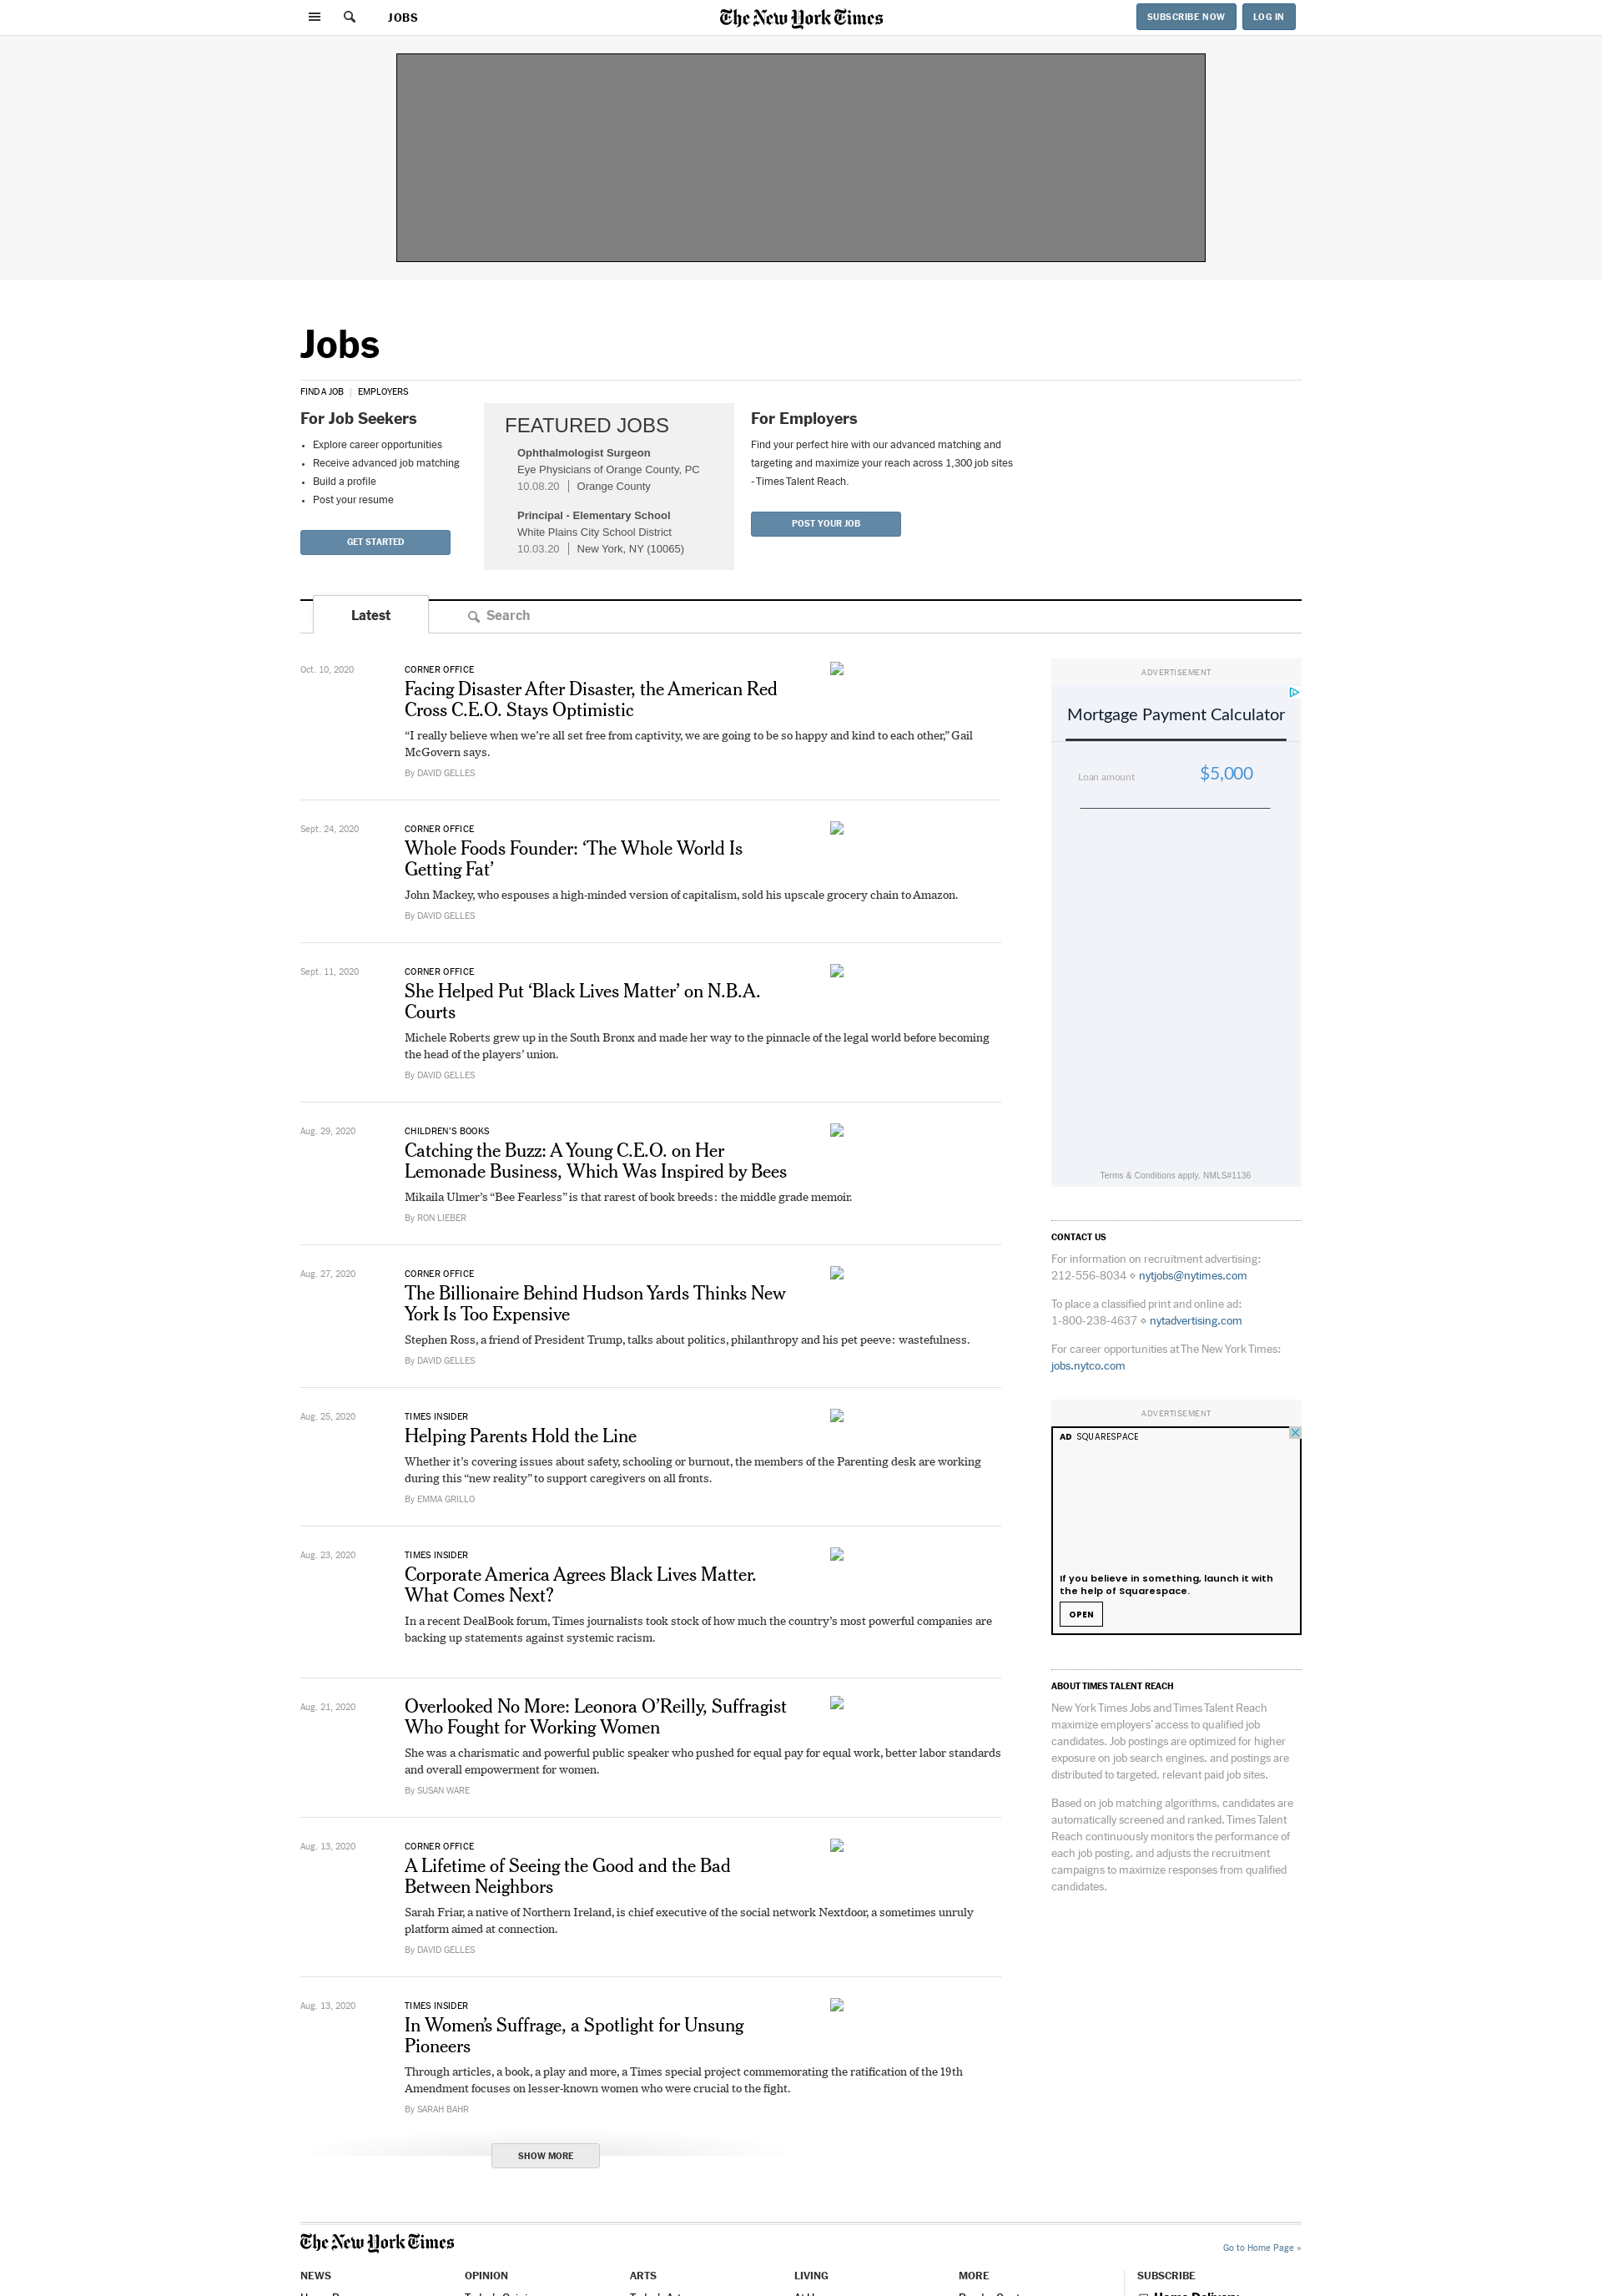 JOBS
The New York Times
SUBSCRIBE NOW
LOG IN
Jobs
FIND A JOB | EMPLOYERS
For Job Seekers
• Explore career opportunities
• Receive advanced job matching
• Build a profile
• Post your resume
GET STARTED
FEATURED JOBS
Ophthalmologist Surgeon
Eye Physicians of Orange County, PC
10.08.20 | Orange County
Principal - Elementary School
White Plains City School District
10.03.20 | New York, NY (10065)
For Employers
Find your perfect hire with our advanced matching and
targeting and maximize your reach across 1,300 job sites
- Times Talent Reach.
POST YOUR JOB
Latest
Search
Oct. 10, 2020
CORNER OFFICE
Facing Disaster After Disaster, the American Red
Cross C.E.O. Stays Optimistic
“I really believe when we’re all set free from captivity, we are going to be so happy and kind to each other,” Gail
McGovern says.
By DAVID GELLES
Sept. 24, 2020
CORNER OFFICE
Whole Foods Founder: ‘The Whole World Is
Getting Fat’
John Mackey, who espouses a high-minded version of capitalism, sold his upscale grocery chain to Amazon.
By DAVID GELLES
Sept. 11, 2020
CORNER OFFICE
She Helped Put ‘Black Lives Matter’ on N.B.A.
Courts
Michele Roberts grew up in the South Bronx and made her way to the pinnacle of the legal world before becoming
the head of the players’ union.
By DAVID GELLES
Aug. 29, 2020
CHILDREN’S BOOKS
Catching the Buzz: A Young C.E.O. on Her
Lemonade Business, Which Was Inspired by Bees
Mikaila Ulmer’s “Bee Fearless” is that rarest of book breeds: the middle grade memoir.
By RON LIEBER
Aug. 27, 2020
CORNER OFFICE
The Billionaire Behind Hudson Yards Thinks New
York Is Too Expensive
Stephen Ross, a friend of President Trump, talks about politics, philanthropy and his pet peeve: wastefulness.
By DAVID GELLES
Aug. 25, 2020
TIMES INSIDER
Helping Parents Hold the Line
Whether it’s covering issues about safety, schooling or burnout, the members of the Parenting desk are working
during this “new reality” to support caregivers on all fronts.
By EMMA GRILLO
Aug. 23, 2020
TIMES INSIDER
Corporate America Agrees Black Lives Matter.
What Comes Next?
In a recent DealBook forum, Times journalists took stock of how much the country’s most powerful companies are
backing up statements against systemic racism.
Aug. 21, 2020
Overlooked No More: Leonora O’Reilly, Suffragist
Who Fought for Working Women
She was a charismatic and powerful public speaker who pushed for equal pay for equal work, better labor standards
and overall empowerment for women.
By SUSAN WARE
Aug. 13, 2020
CORNER OFFICE
A Lifetime of Seeing the Good and the Bad
Between Neighbors
Sarah Friar, a native of Northern Ireland, is chief executive of the social network Nextdoor, a sometimes unruly
platform aimed at connection.
By DAVID GELLES
Aug. 13, 2020
TIMES INSIDER
In Women’s Suffrage, a Spotlight for Unsung
Pioneers
Through articles, a book, a play and more, a Times special project commemorating the ratification of the 19th
Amendment focuses on lesser-known women who were crucial to the fight.
By SARAH BAHR
SHOW MORE
ADVERTISEMENT
Mortgage Payment Calculator
Loan amount
$5,000
Terms & Conditions apply. NMLS#1136
CONTACT US
For information on recruitment advertising:
212-556-8034 ⋄ nytjobs@nytimes.com
To place a classified print and online ad:
1-800-238-4637 ⋄ nytadvertising.com
For career opportunities at The New York Times:
jobs.nytco.com
ADVERTISEMENT
AD SQUARESPACE
If you believe in something, launch it with
the help of Squarespace.
OPEN
ABOUT TIMES TALENT REACH
New York Times Jobs and Times Talent Reach
maximize employers’ access to qualified job
candidates. Job postings are optimized for higher
exposure on job search engines, and postings are
distributed to targeted, relevant paid job sites.
Based on job matching algorithms, candidates are
automatically screened and ranked. Times Talent
Reach continuously monitors the performance of
each job posting, and adjusts the recruitment
campaigns to maximize responses from qualified
candidates.
The New York Times
Go to Home Page »
NEWS
OPINION
ARTS
LIVING
MORE
SUBSCRIBE